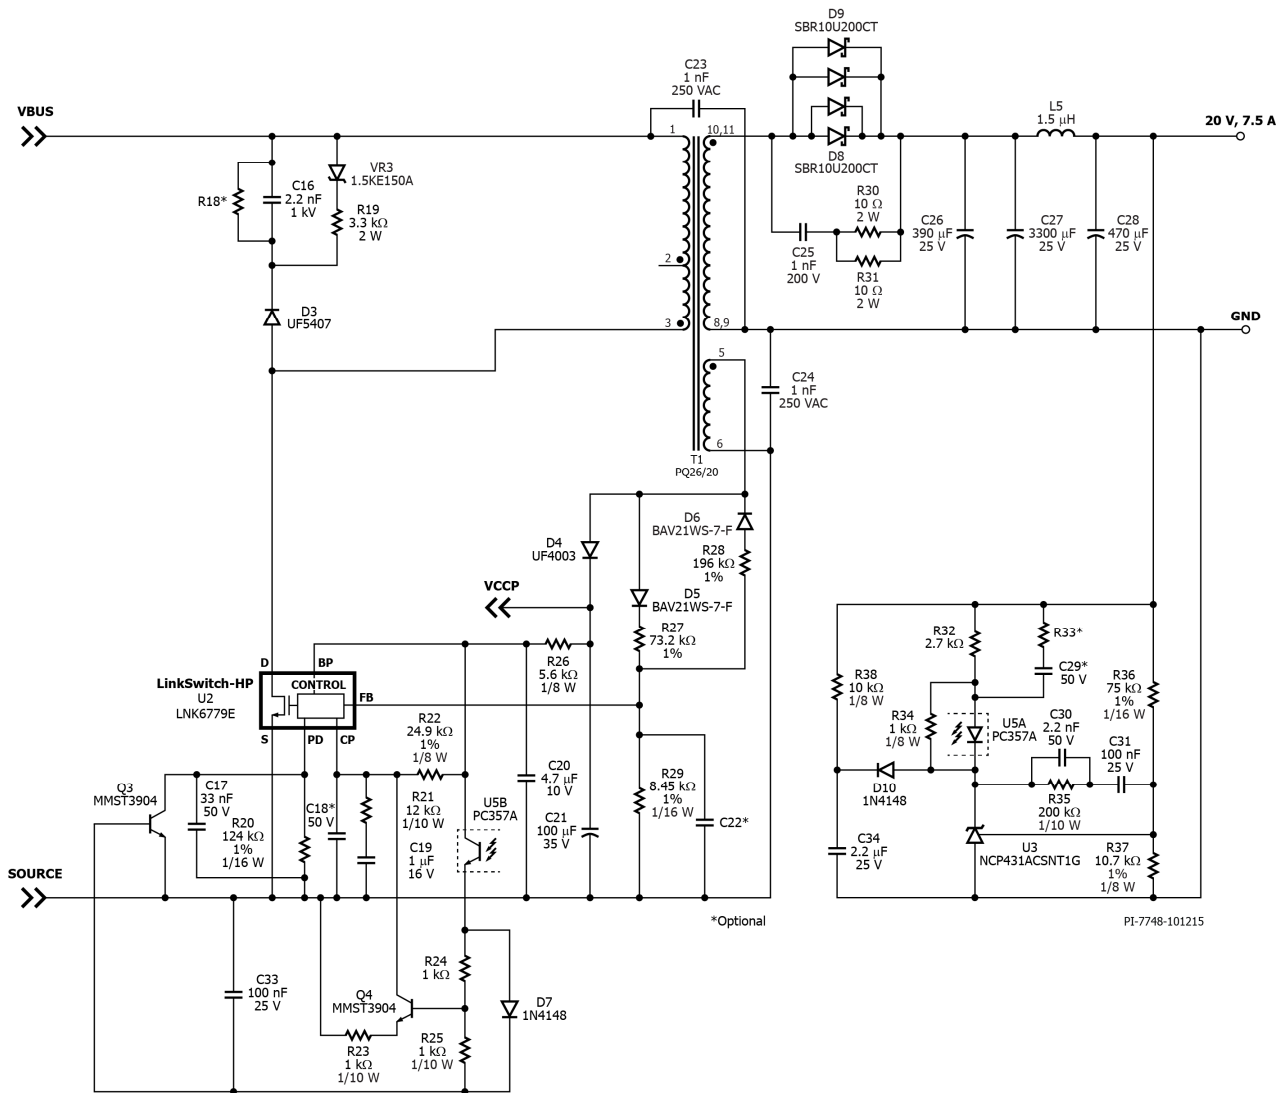 D9
SBR10U200CT
C23
1 nF
250 VAC
VBUS
1
10,11
L5
1.5 µH
20 V, 7.5 A
D8
SBR10U200CT
R18*
C16
2.2 nF
1 kV
VR3
1.5KE150A
R19
3.3 kΩ
2 W
R30
10 Ω
2 W
C25
1 nF
200 V
R31
10 Ω
2 W
C26
390 µF
25 V
C27
3300 µF
25 V
C28
470 µF
25 V
2
D3
UF5407
3
8,9
GND
5
C24
1 nF
250 VAC
6
T1
PQ26/20
D6
BAV21WS-7-F
D4
UF4003
R28
196 kΩ
1%
VCCP
D5
BAV21WS-7-F
R27
73.2 kΩ
1%
R26
5.6 kΩ
1/8 W
D
BP
CONTROL
FB
LinkSwitch-HP
U2
LNK6779E
S
PD
CP
R22
24.9 kΩ
1%
1/8 W
R32
2.7 kΩ
R33*
C29*
50 V
R38
10 kΩ
1/8 W
R36
75 kΩ
1%
1/16 W
R34
1 kΩ
1/8 W
U5A
PC357A
C30
2.2 nF
50 V
C31
100 nF
25 V
D10
1N4148
R35
200 kΩ
1/10 W
Q3
MMST3904
C17
33 nF
50 V
R20
124 kΩ
1%
1/16 W
C18*
50 V
R21
12 kΩ
1/10 W
C19
1 µF
16 V
U5B
PC357A
C20
4.7 µF
10 V
C21
100 µF
35 V
R29
8.45 kΩ
1%
1/16 W
C22*
C34
2.2 µF
25 V
U3
NCP431ACSNT1G
R37
10.7 kΩ
1%
1/8 W
SOURCE
*Optional
PI-7748-101215
C33
100 nF
25 V
R24
1 kΩ
Q4
MMST3904
D7
1N4148
R23
1 kΩ
1/10 W
R25
1 kΩ
1/10 W